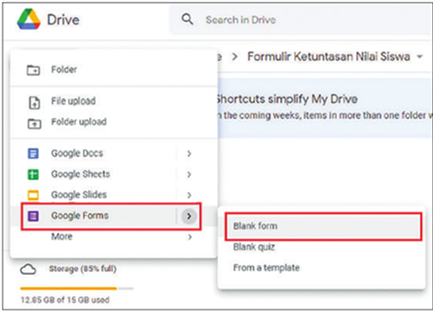 Drive
Search in Drive
e > Formulir Ketuntasan Nilai Siswa
Folder
File upload
Folder upload
Shortcuts simplify My Drive
n the coming weeks, items in more than one folder w
Google Docs
Google Sheets
Google Slides
Google Forms
More
Blank form
Blank quiz
From a template
Storage (85% full)
12.85 GB of 15 GB used